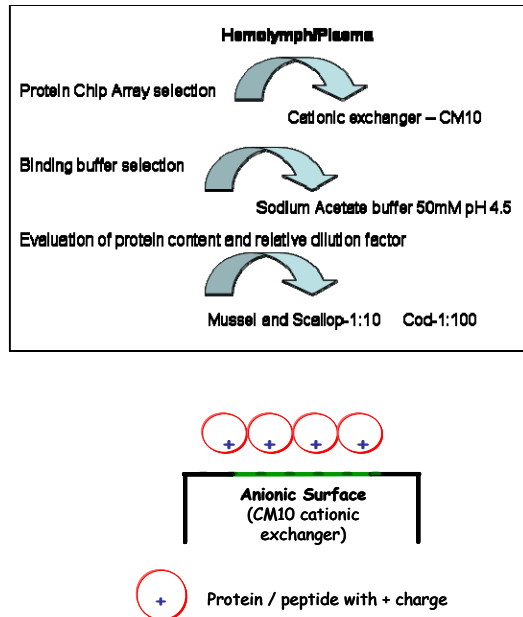 Hemolymph/Plasma
Protein Chip Array selection
Cationic exchanger – CM10
Binding buffer selection
Sodium Acetate buffer 50mM pH 4.5
Evaluation of protein content and relative dilution factor
Mussel and Scallop-1:10 Cod-1:100
+ + + +
Anionic Surface
(CM10 cationic
exchanger)
+ Protein / peptide with + charge